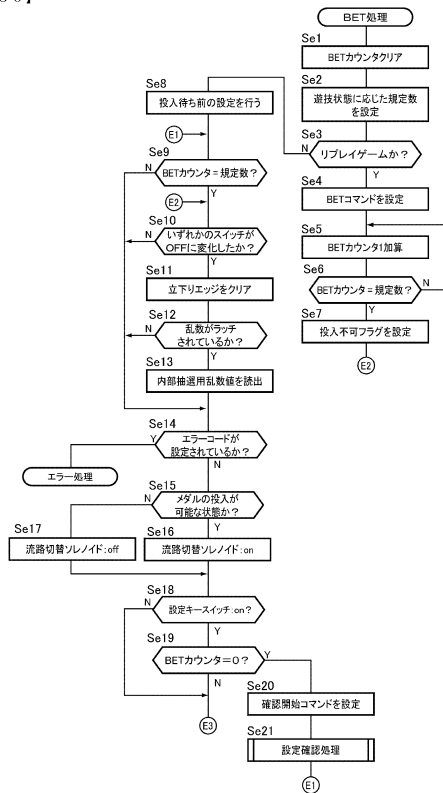 BET処理
Se1
BETカウンタクリア
Se2
遊技状態に応じた規定数
を設定
Se3
リプレイゲームか?
N
Y
Se4
BETコマンドを設定
Se5
BETカウンタ1加算
Se6
BETカウンタ=規定数?
N
Y
Se7
投入不可フラグを設定
E2
Se8
投入待ち前の設定を行う
E1
Se9
N
BETカウンタ=規定数?
Y
E2
Se10
N
いずれかのスイッチが
OFFに変化したか?
Y
Se11
立下りエッジをクリア
Se12
N
乱数がラッチ
されているか?
Y
Se13
内部抽選用乱数値を読出
Se14
Y
エラーコードが
設定されているか?
N
エラー処理
Se15
N
メダルの投入が
可能な状態か?
Y
Se17
流路切替ソレノイド:off
Se16
流路切替ソレノイド:on
Se18
N
設定キースイッチ:on?
Y
Se19
BETカウンタ=0?
Y
N
E3
Se20
確認開始コマンドを設定
Se21
設定確認処理
E1